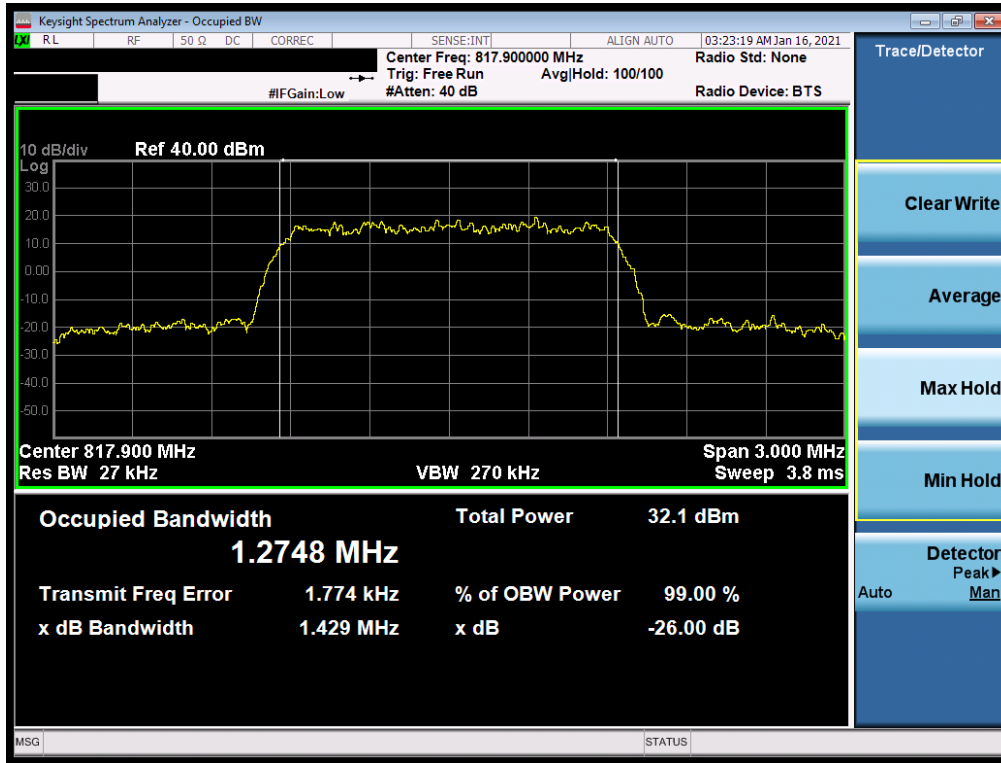 Keysight Spectrum Analyzer - Occupied BW
LXI RL RF 50 Ω DC CORREC SENSE:INT ALIGN AUTO 03:23:19 AM Jan 16, 2021
Center Freq: 817.900000 MHz Radio Std: None
Trig: Free Run Avg|Hold: 100/100
#IFGain:Low #Atten: 40 dB Radio Device: BTS
10 dB/div Ref 40.00 dBm
Log
30.0
20.0
10.0
0.00
-10.0
-20.0
-30.0
-40.0
-50.0
Center 817.900 MHz Span 3.000 MHz
Res BW 27 kHz VBW 270 kHz Sweep 3.8 ms
Occupied Bandwidth Total Power 32.1 dBm
1.2748 MHz
Transmit Freq Error 1.774 kHz % of OBW Power 99.00 %
x dB Bandwidth 1.429 MHz x dB -26.00 dB
MSG STATUS
Trace/Detector
Clear Write
Average
Max Hold
Min Hold
Detector
Peak▶
Auto Man